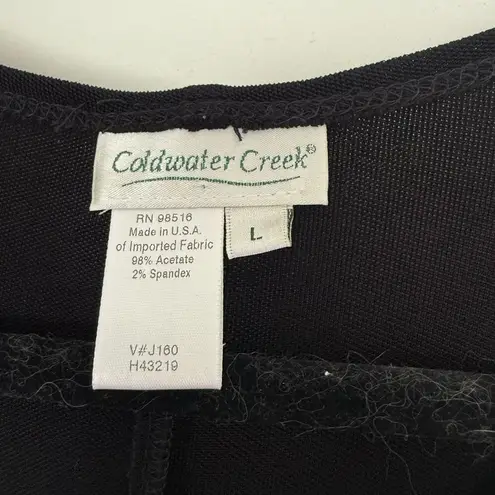 Coldwater Creek®
RN 98516
Made in U.S.A.
of Imported Fabric
98% Acetate
2% Spandex
L
V#J160
H43219